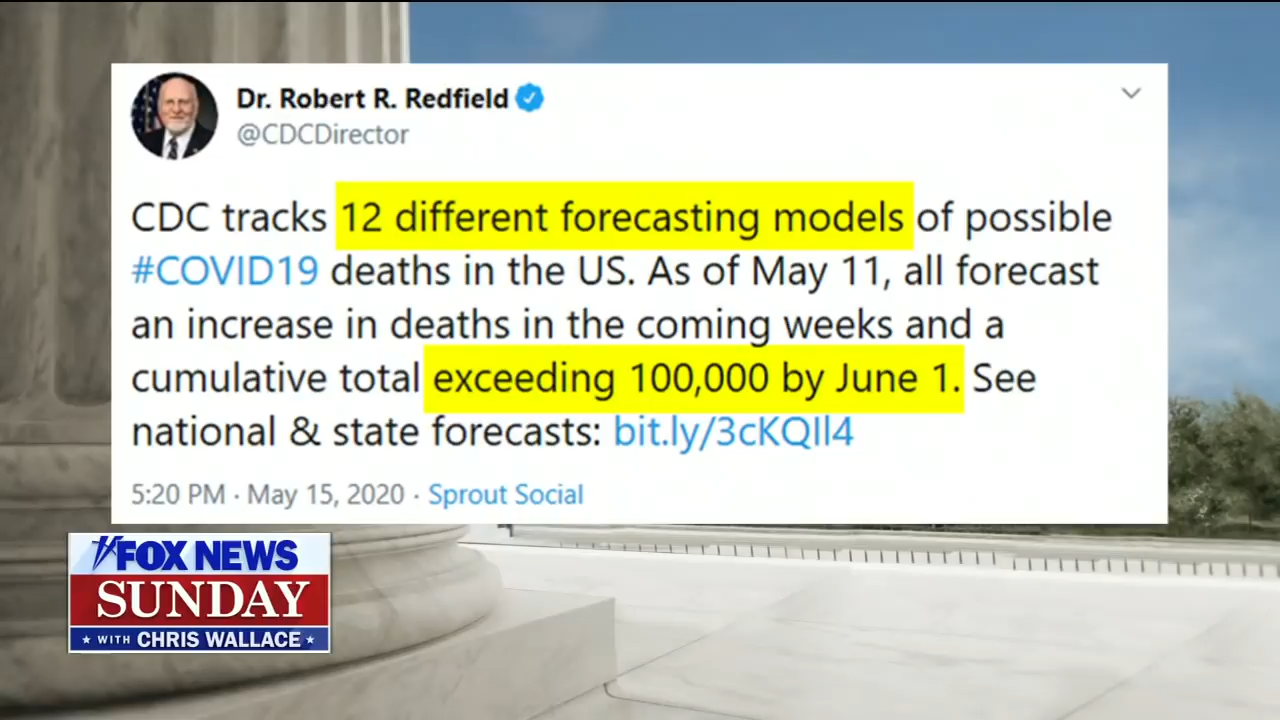 Dr. Robert R. Redfield
@CDCDirector
CDC tracks 12 different forecasting models of possible
#COVID19 deaths in the US. As of May 11, all forecast
an increase in deaths in the coming weeks and a
cumulative total exceeding 100,000 by June 1. See
national & state forecasts: bit.ly/3cKQIl4
5:20 PM · May 15, 2020 · Sprout Social
FOX NEWS
SUNDAY
★ WITH CHRIS WALLACE ★